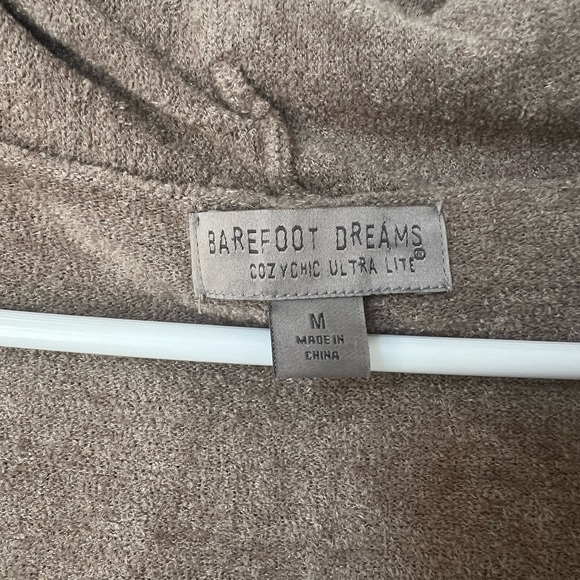 BAREFOOT DREAMS
COZYCHIC ULTRA LITE®
M
MADE IN
CHINA